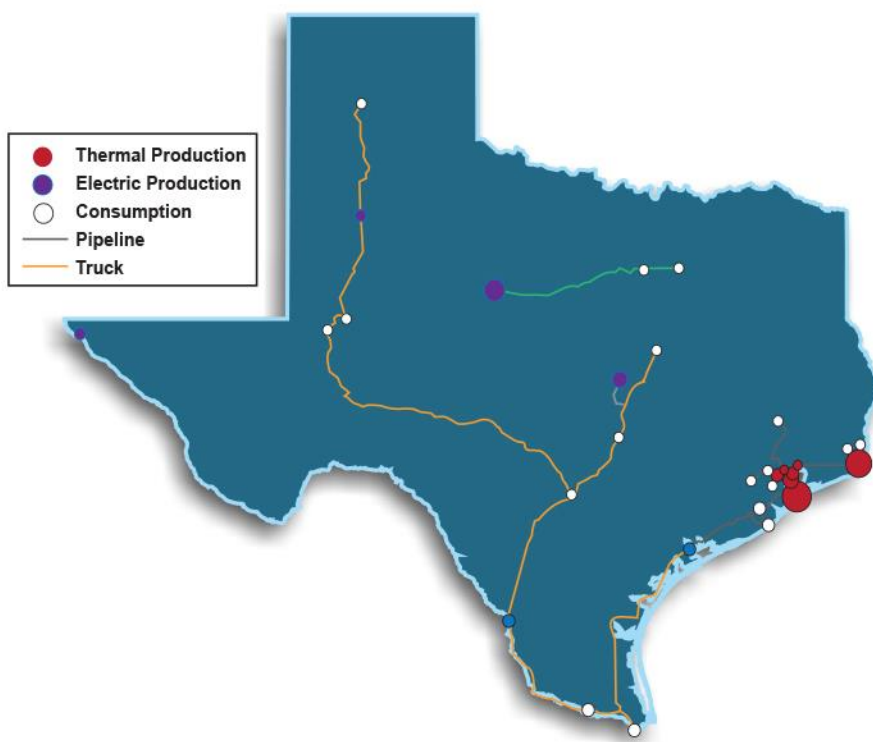 Thermal Production
Electric Production
Consumption
Pipeline
Truck